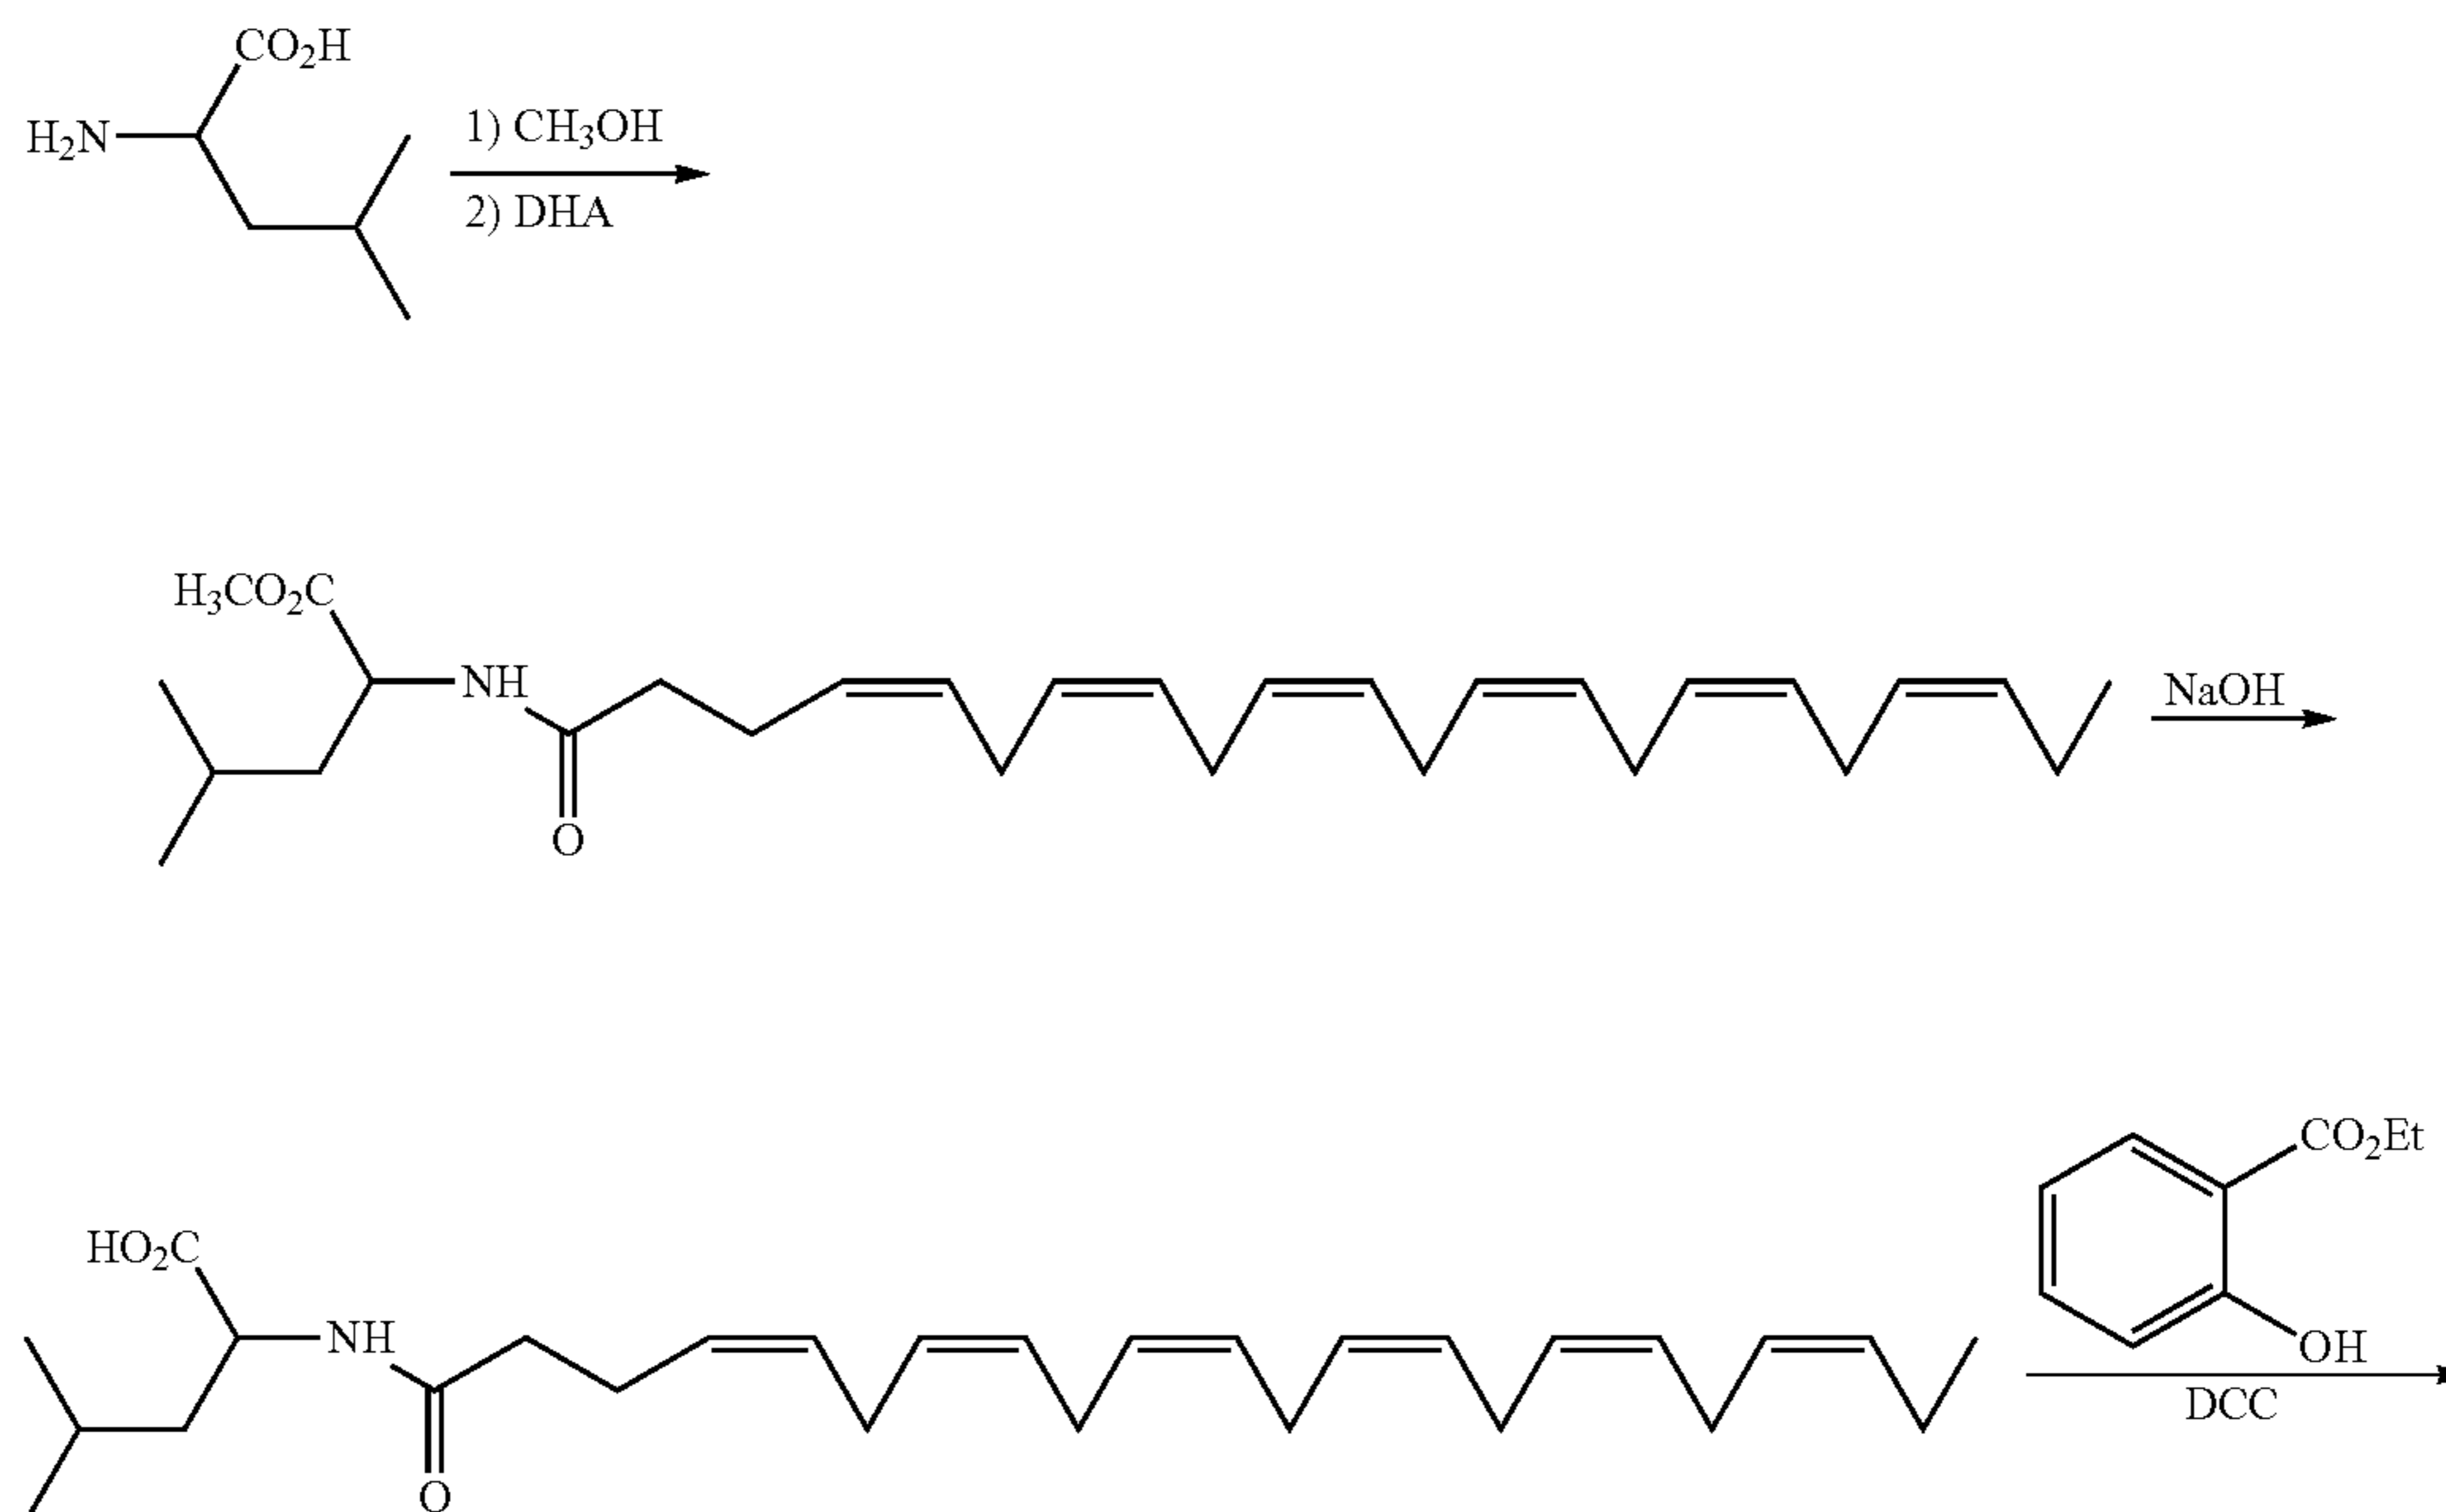 CO2H
H2N
1) CH3OH
2) DHA
H3CO2C
NH
O
NaOH
CO2Et
OH
DCC
HO2C
NH
O